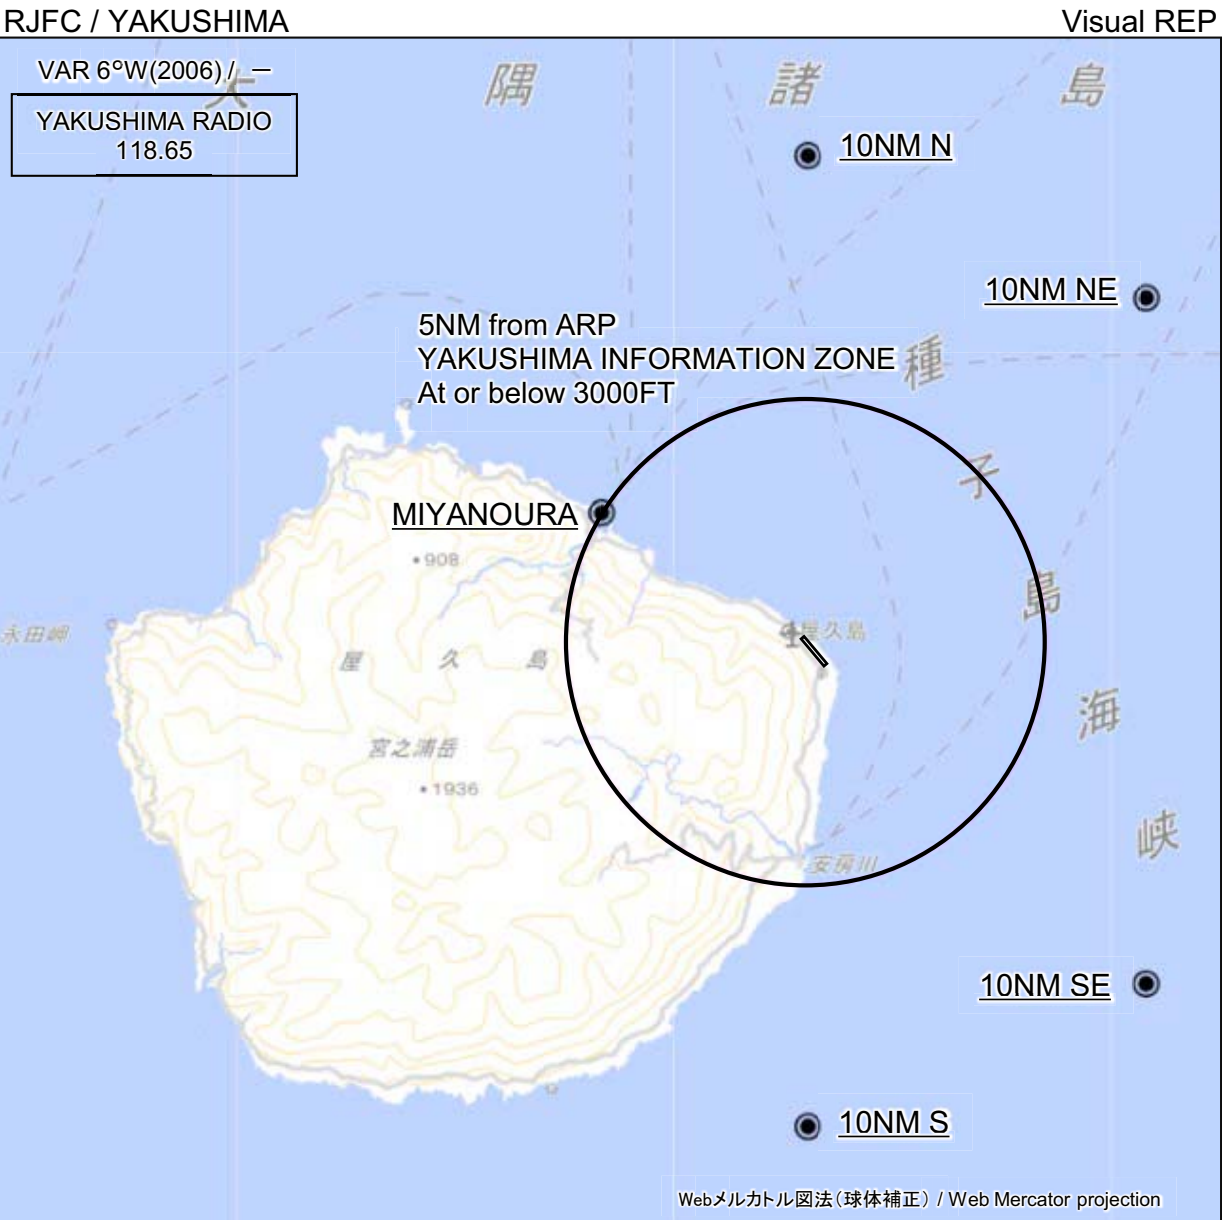 RJFC / YAKUSHIMA
Visual REP
VAR 6°W(2006) / －
大 隅 諸 島
YAKUSHIMA RADIO
118.65
10NM N
10NM NE
5NM from ARP
YAKUSHIMA INFORMATION ZONE
At or below 3000FT
種 子 島 海 峡
MIYANOURA
908
永田岬
屋久島
屋 久 島
宮之浦岳
1936
安房川
10NM SE
10NM S
Webメルカトル図法(球体補正) / Web Mercator projection